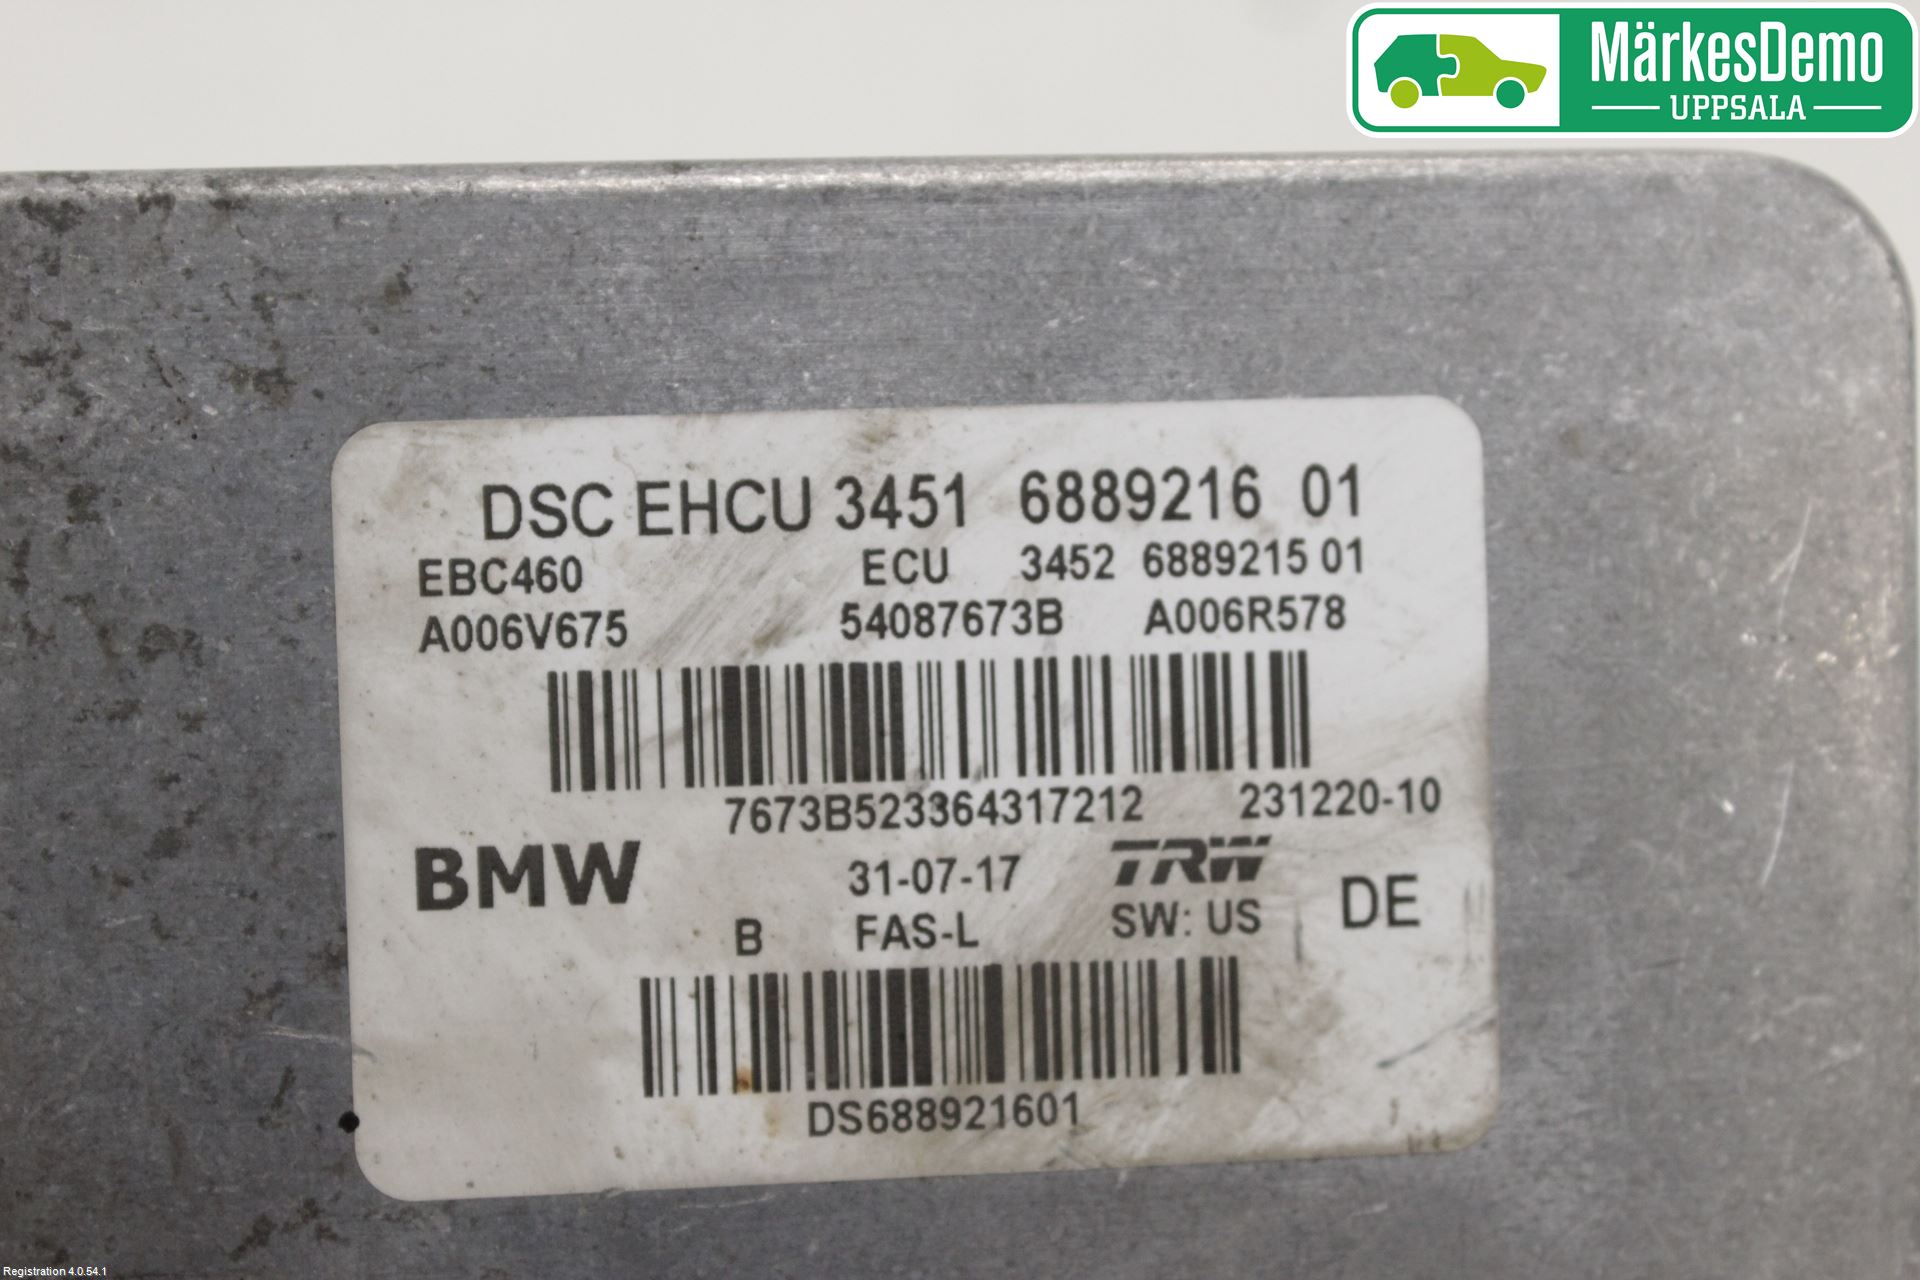 MärkesDemo
UPPSALA
DSC EHCU 3451 6889216 01
EBC460 ECU 3452 6889215 01
A006V675 54087673B A006R578
7673B523364317212 231220-10
BMW 31-07-17 TRW
B FAS-L SW: US DE
DS688921601
Registration 4.0.54.1